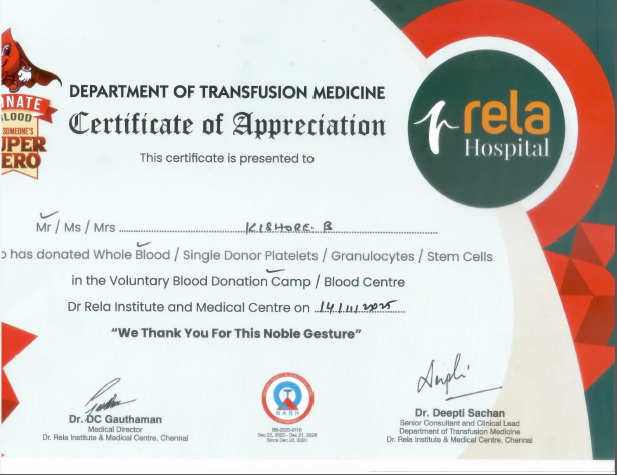 ONATE
LOOD
SOMEONE'S
UPER
ERO
DEPARTMENT OF TRANSFUSION MEDICINE
Certificate of Appreciation
This certificate is presented to
rela
Hospital
Mr / Ms / Mrs KISHORE. B
o has donated Whole Blood / Single Donor Platelets / Granulocytes / Stem Cells
in the Voluntary Blood Donation Camp / Blood Centre
Dr Rela Institute and Medical Centre on 14/11/2025
"We Thank You For This Noble Gesture"
Dr. DC Gauthaman
Medical Director
Dr. Rela Institute & Medical Centre, Chennai
NABH
Dr. Deepti Sachan
Senior Consultant and Clinical Lead
Department of Transfusion Medicine
Dr. Rela Institute & Medical Centre, Chennai